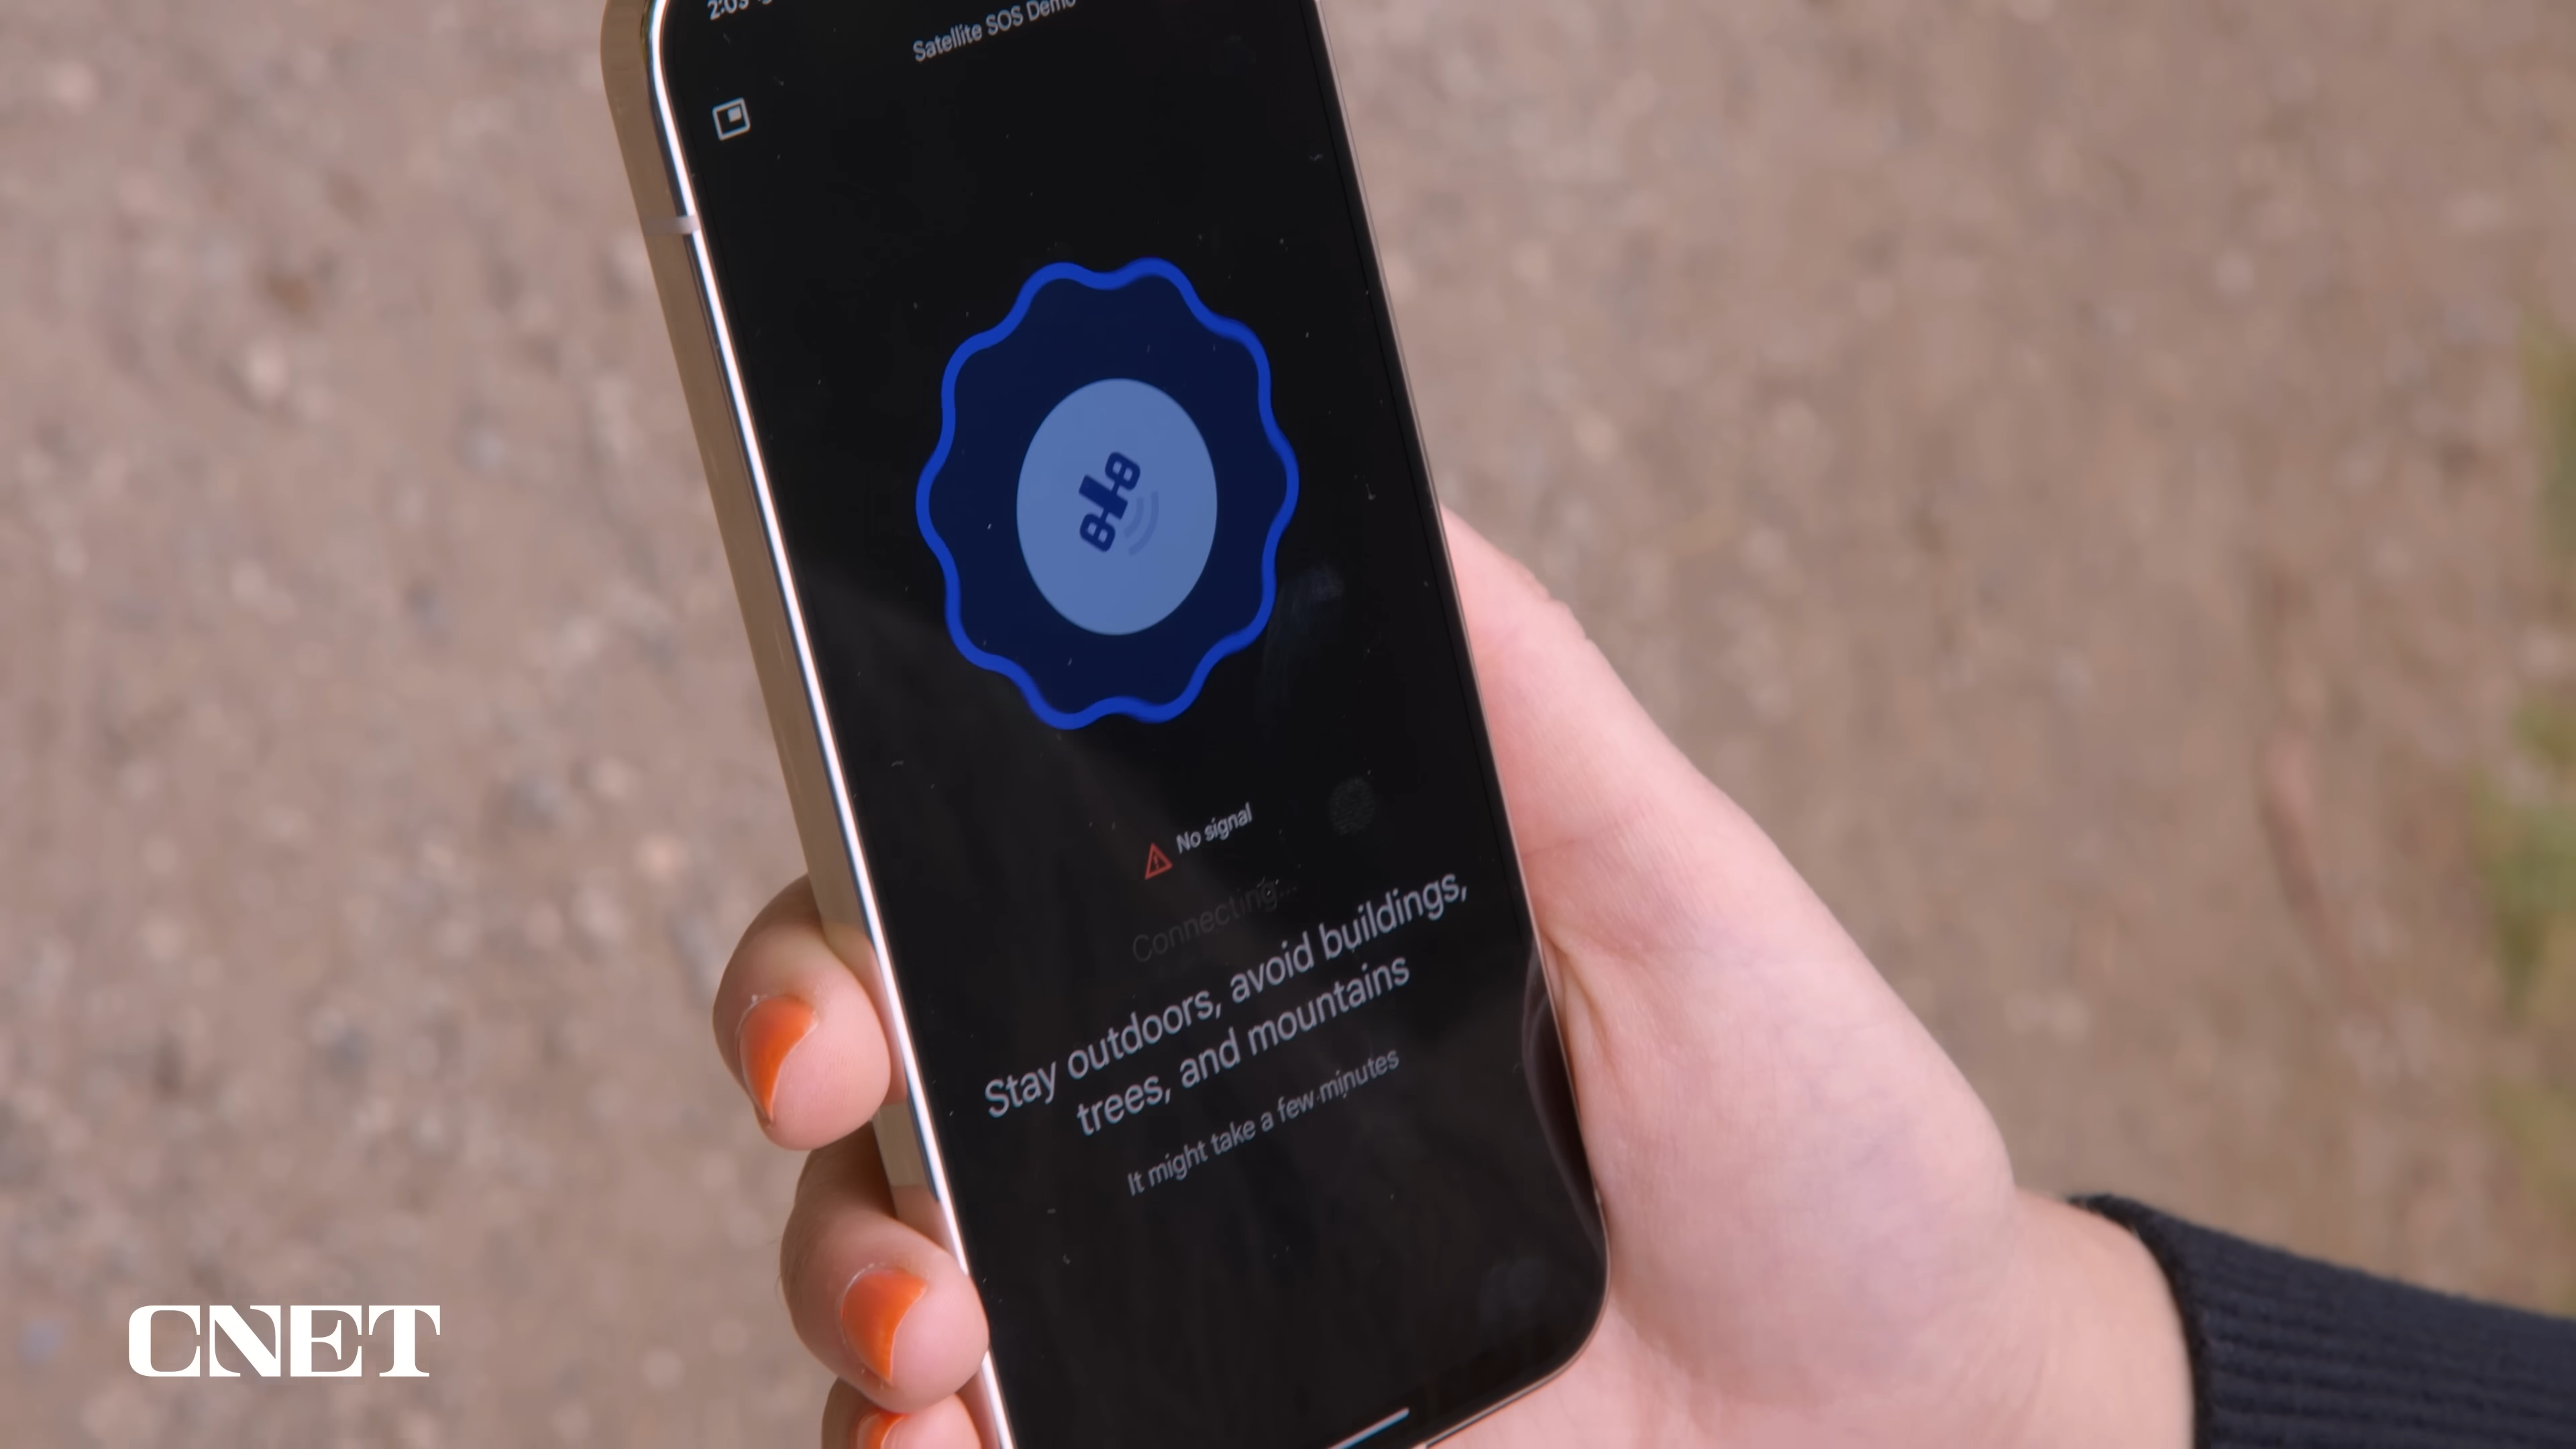 2:03
Satellite SOS Demo
No signal
Connecting...
Stay outdoors, avoid buildings,
trees, and mountains
It might take a few minutes
CNET